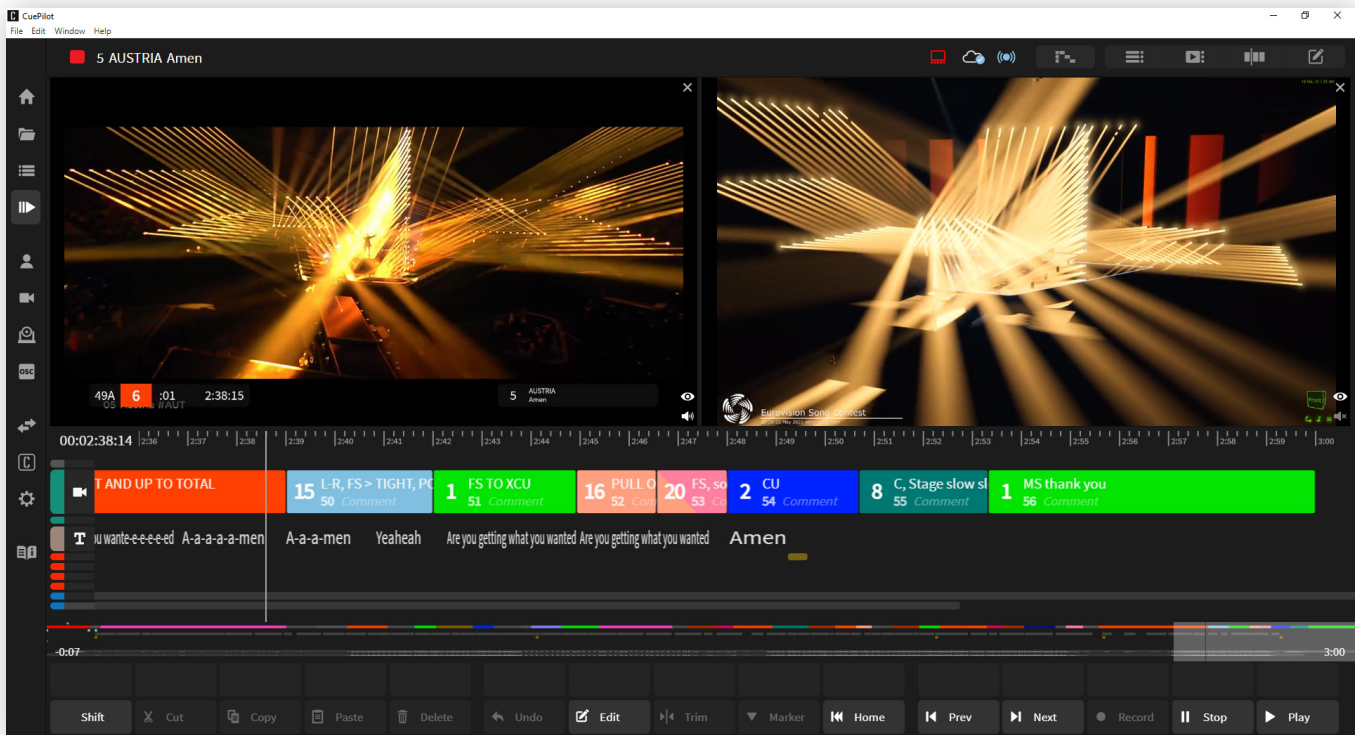 CuePilot
File Edit Window Help
5 AUSTRIA Amen
49A 6 :01 2:38:15
5 AUSTRIA
Amen
Eurovision Song Contest
Front
OSC
00:02:38:14 2:36 2:37 2:38 2:39 2:40 2:41 2:42 2:43 2:44 2:45 2:46 2:47 2:48 2:49 2:50 2:51 2:52 2:53 2:54 2:55 2:56 2:57 2:58 2:59 3:00
T AND UP TO TOTAL
15 L-R, FS > TIGHT, PC
50 Comment
1 FS TO XCU
51 Comment
16 PULL O
52 Com
20 FS, so
53 Co
2 CU
54 Comment
8 C, Stage slow sl
55 Comment
1 MS thank you
56 Comment
T u wante-e-e-e-e-ed A-a-a-a-a-men A-a-a-men Yeaheah Are you getting what you wanted Are you getting what you wanted Amen
-0:07 3:00
Shift Cut Copy Paste Delete Undo Edit Trim Marker Home Prev Next Record Stop Play